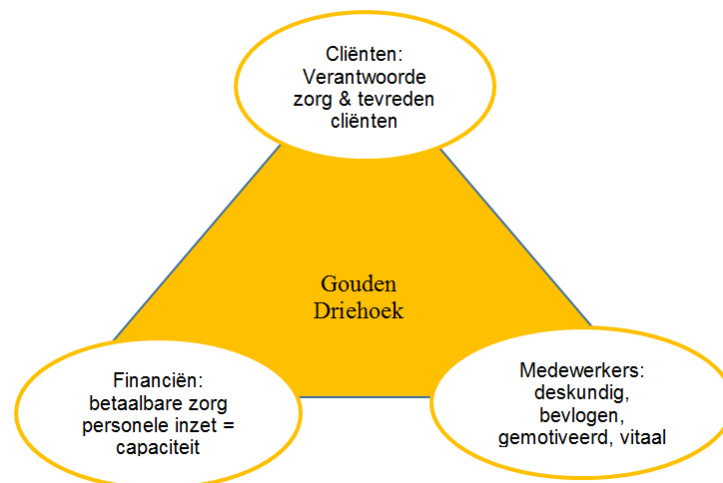 Cliënten:
Verantwoorde
zorg & tevreden
cliënten
Gouden
Driehoek
Financiën:
betaalbare zorg
personele inzet =
capaciteit
Medewerkers:
deskundig,
bevlogen,
gemotiveerd, vitaal